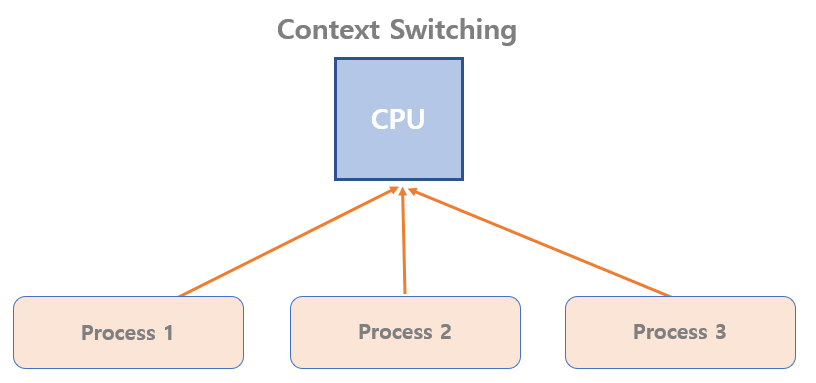 Context Switching
CPU
Process 1
Process 2
Process 3